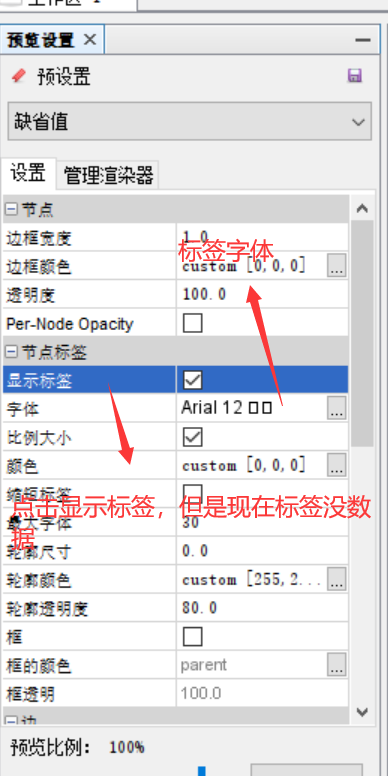 工作区 1
预览设置
预设置
缺省值
设置 管理渲染器
节点
边框宽度 1.0
标签字体
边框颜色 custom [0,0,0] ...
透明度 100.0
Per-Node Opacity
节点标签
显示标签
字体 Arial 12 □□ ...
比例大小
颜色 custom [0,0,0] ...
缩短标签
点击显示标签，但是现在标签没数
据
最大字体 30
轮廓尺寸 0.0
轮廓颜色 custom [255,2... ...
轮廓透明度 80.0
框
框的颜色 parent ...
框透明 100.0
边
预览比例： 100%